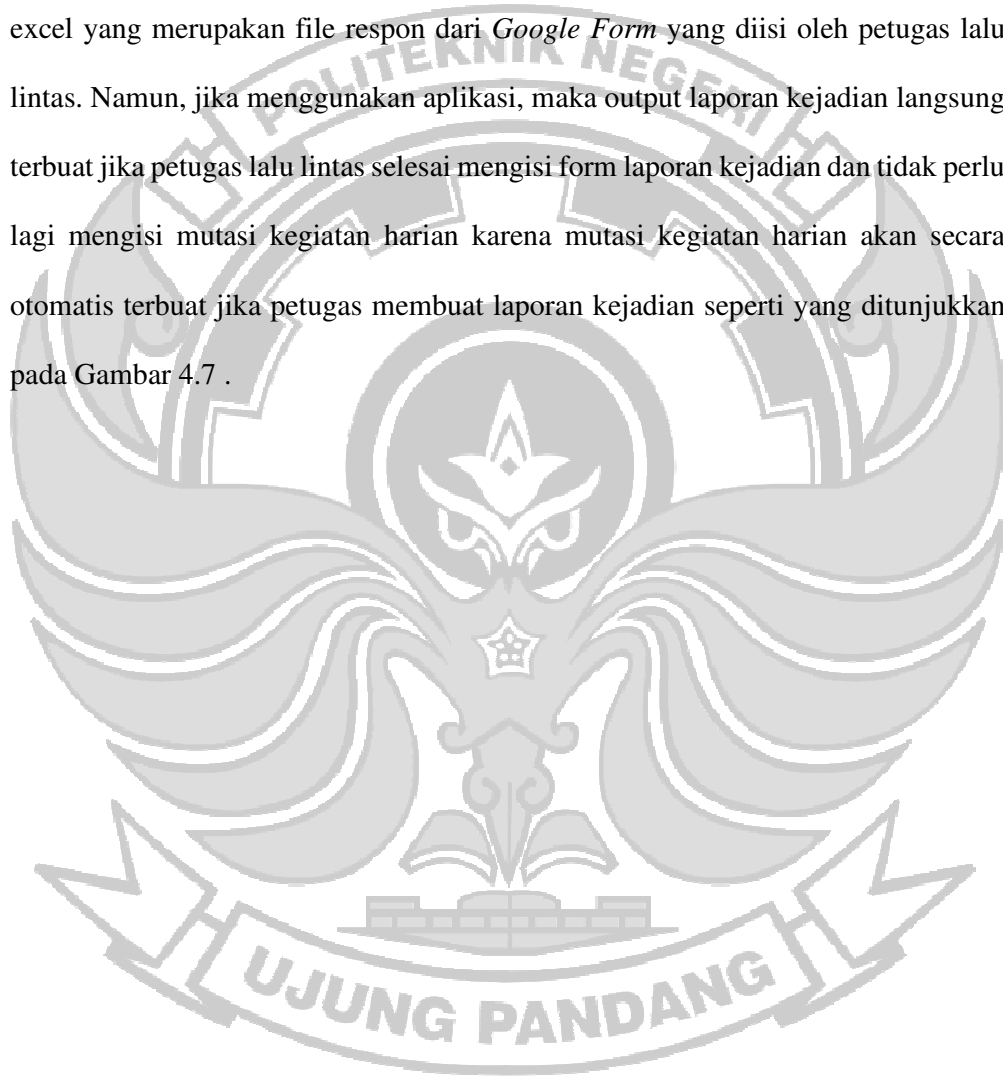 excel yang merupakan file respon dari Google Form yang diisi oleh petugas lalu
lintas. Namun, jika menggunakan aplikasi, maka output laporan kejadian langsung
terbuat jika petugas lalu lintas selesai mengisi form laporan kejadian dan tidak perlu
lagi mengisi mutasi kegiatan harian karena mutasi kegiatan harian akan secara
otomatis terbuat jika petugas membuat laporan kejadian seperti yang ditunjukkan
pada Gambar 4.7 .
POLITEKNIK NEGERI
UJUNG PANDANG